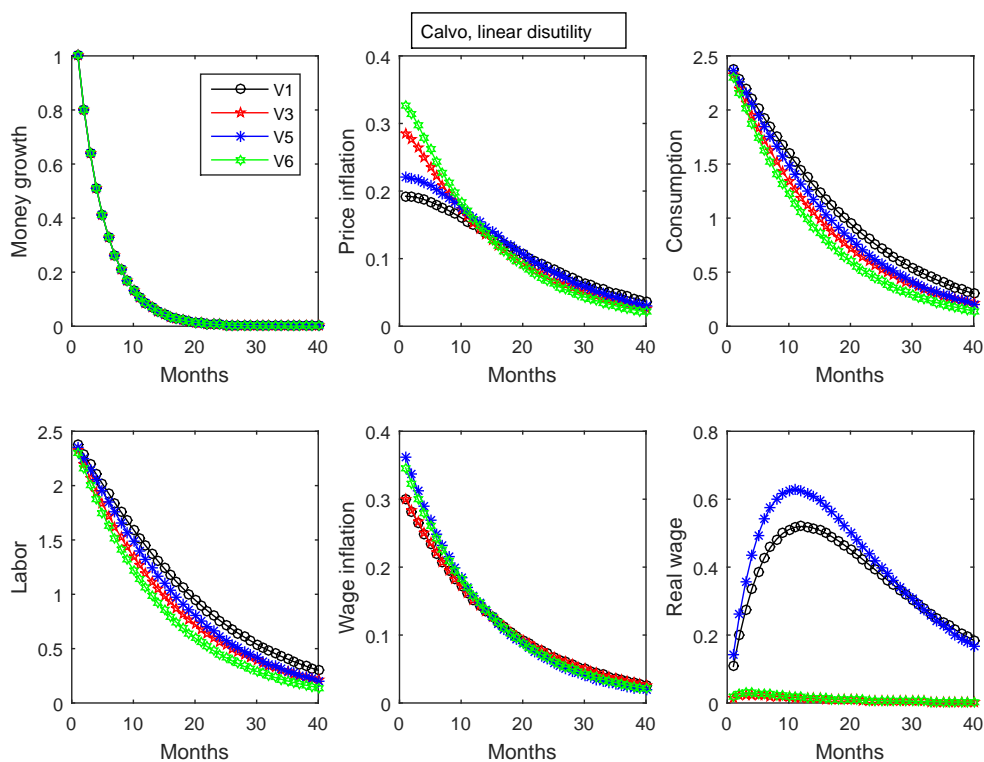 Calvo, linear disutility
Money growth
1
0.8
0.6
0.4
0.2
0
0 10 20 30 40
Months
V1
V3
V5
V6
Price inflation
0.4
0.3
0.2
0.1
0
0 10 20 30 40
Months
Consumption
2.5
2
1.5
1
0.5
0
0 10 20 30 40
Months
Labor
2.5
2
1.5
1
0.5
0
0 10 20 30 40
Months
Wage inflation
0.4
0.3
0.2
0.1
0
0 10 20 30 40
Months
Real wage
0.8
0.6
0.4
0.2
0
0 10 20 30 40
Months